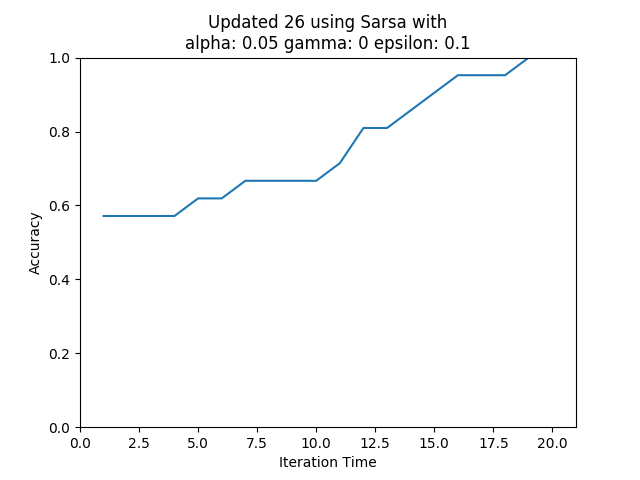 Updated 26 using Sarsa with
alpha: 0.05 gamma: 0 epsilon: 0.1
1.0
0.8
0.6
0.4
0.2
0.0
Accuracy
0.0 2.5 5.0 7.5 10.0 12.5 15.0 17.5 20.0
Iteration Time